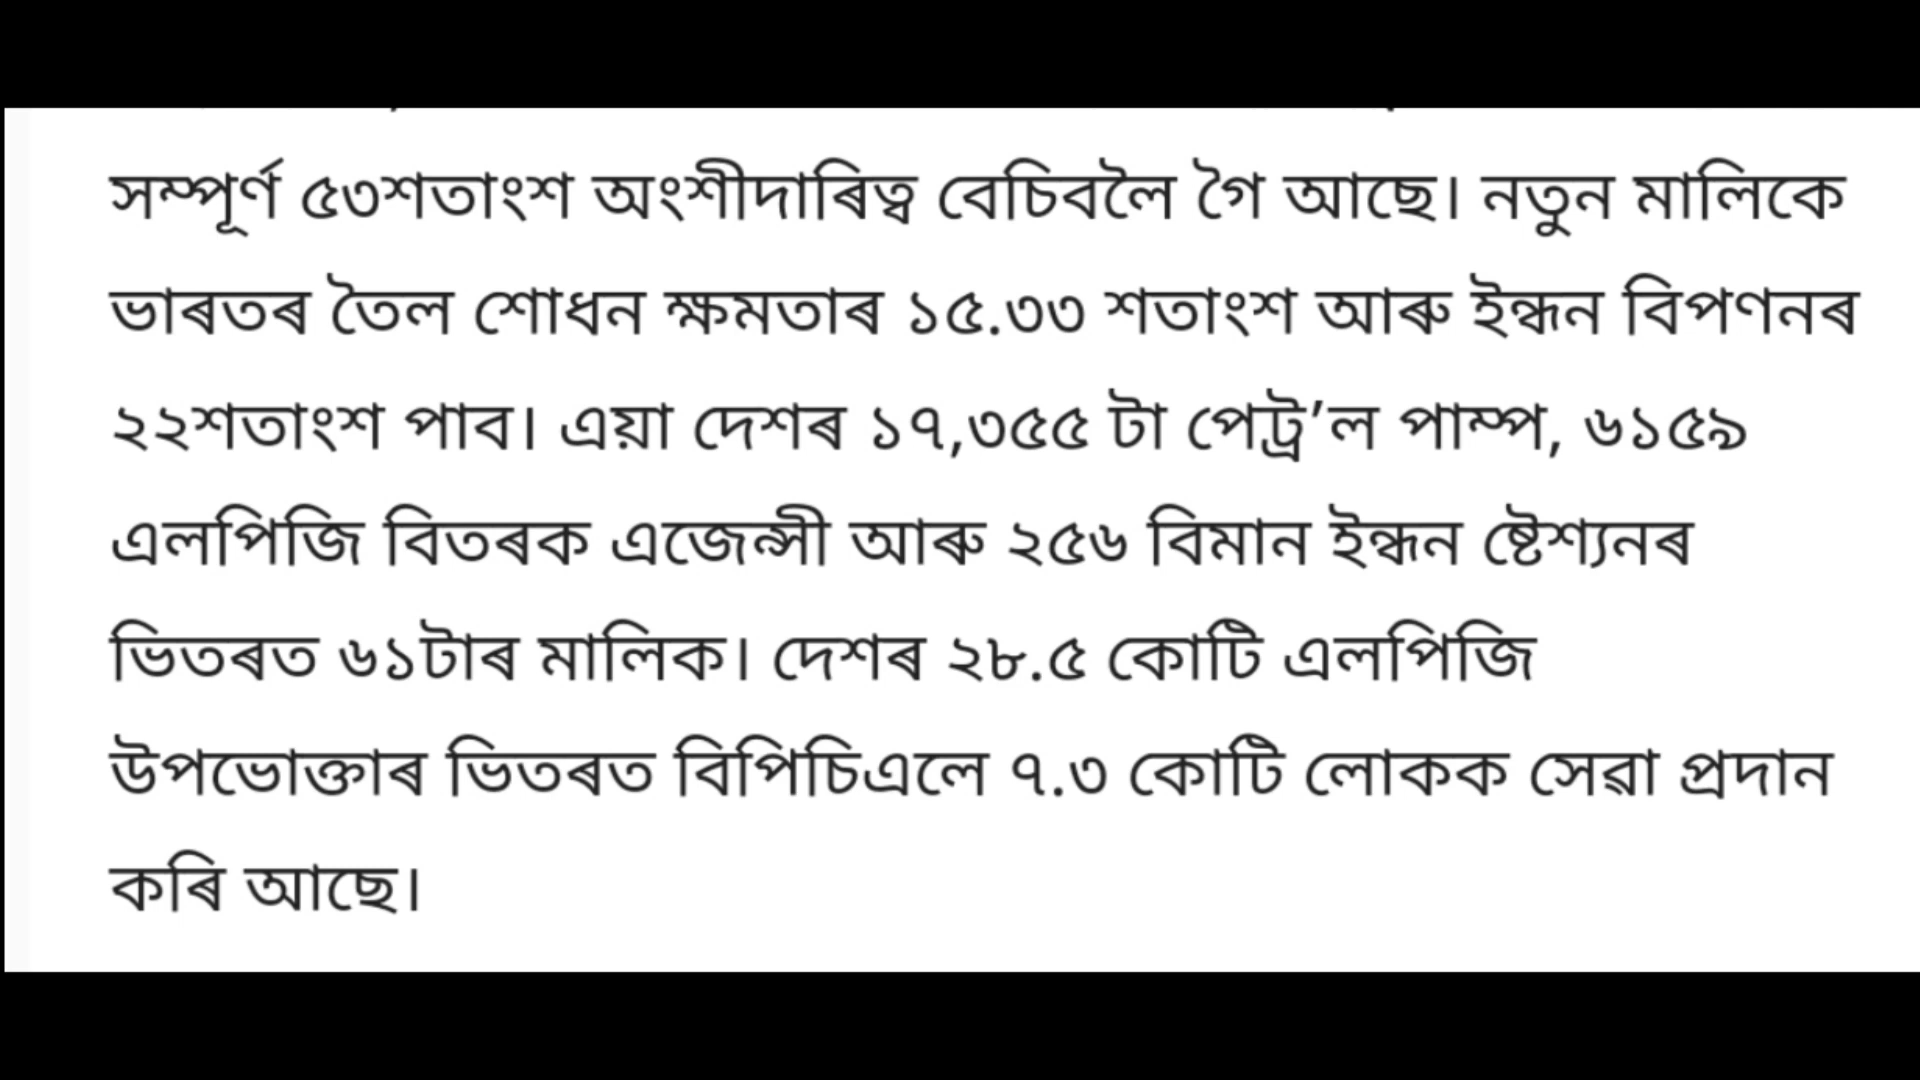 সম্পূৰ্ণ ৫৩শতাংশ অংশীদাৰিত্ব বেচিবলৈ গৈ আছে। নতুন মালিকে
ভাৰতৰ তৈল শোধন ক্ষমতাৰ ১৫.৩৩ শতাংশ আৰু ইন্ধন বিপণনৰ
২২শতাংশ পাব। এয়া দেশৰ ১৭,৩৫৫ টা পেট্ৰ’ল পাম্প, ৬১৫৯
এলপিজি বিতৰক এজেন্সী আৰু ২৫৬ বিমান ইন্ধন ষ্টেশ্যনৰ
ভিতৰত ৬১টাৰ মালিক। দেশৰ ২৮.৫ কোটি এলপিজি
উপভোক্তাৰ ভিতৰত বিপিচিএলে ৭.৩ কোটি লোকক সেৱা প্ৰদান
কৰি আছে।